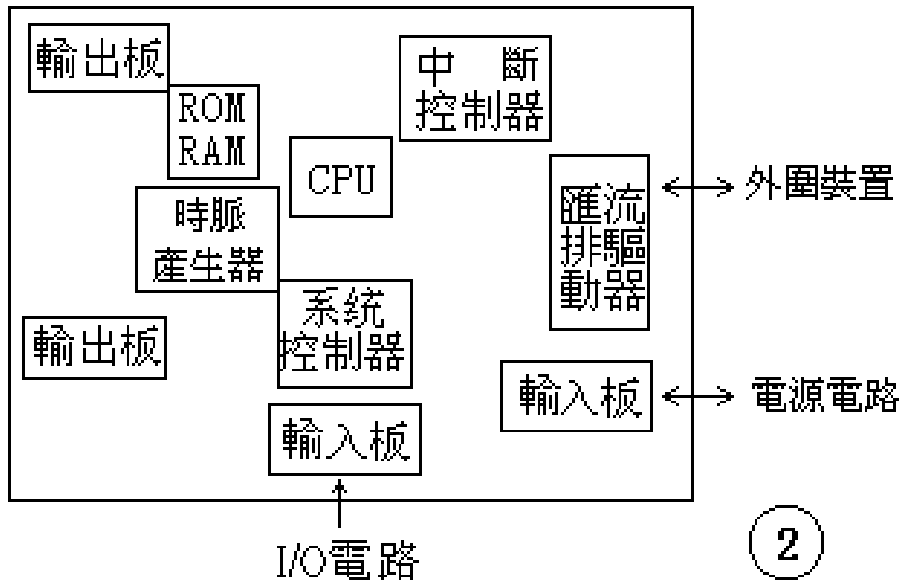 輸出板
ROM
RAM
中 斷
控制器
CPU
時脈
產生器
匯流
排驅
動器
外圍裝置
系統
控制器
輸出板
輸入板
電源電路
輸入板
I/O電路
2